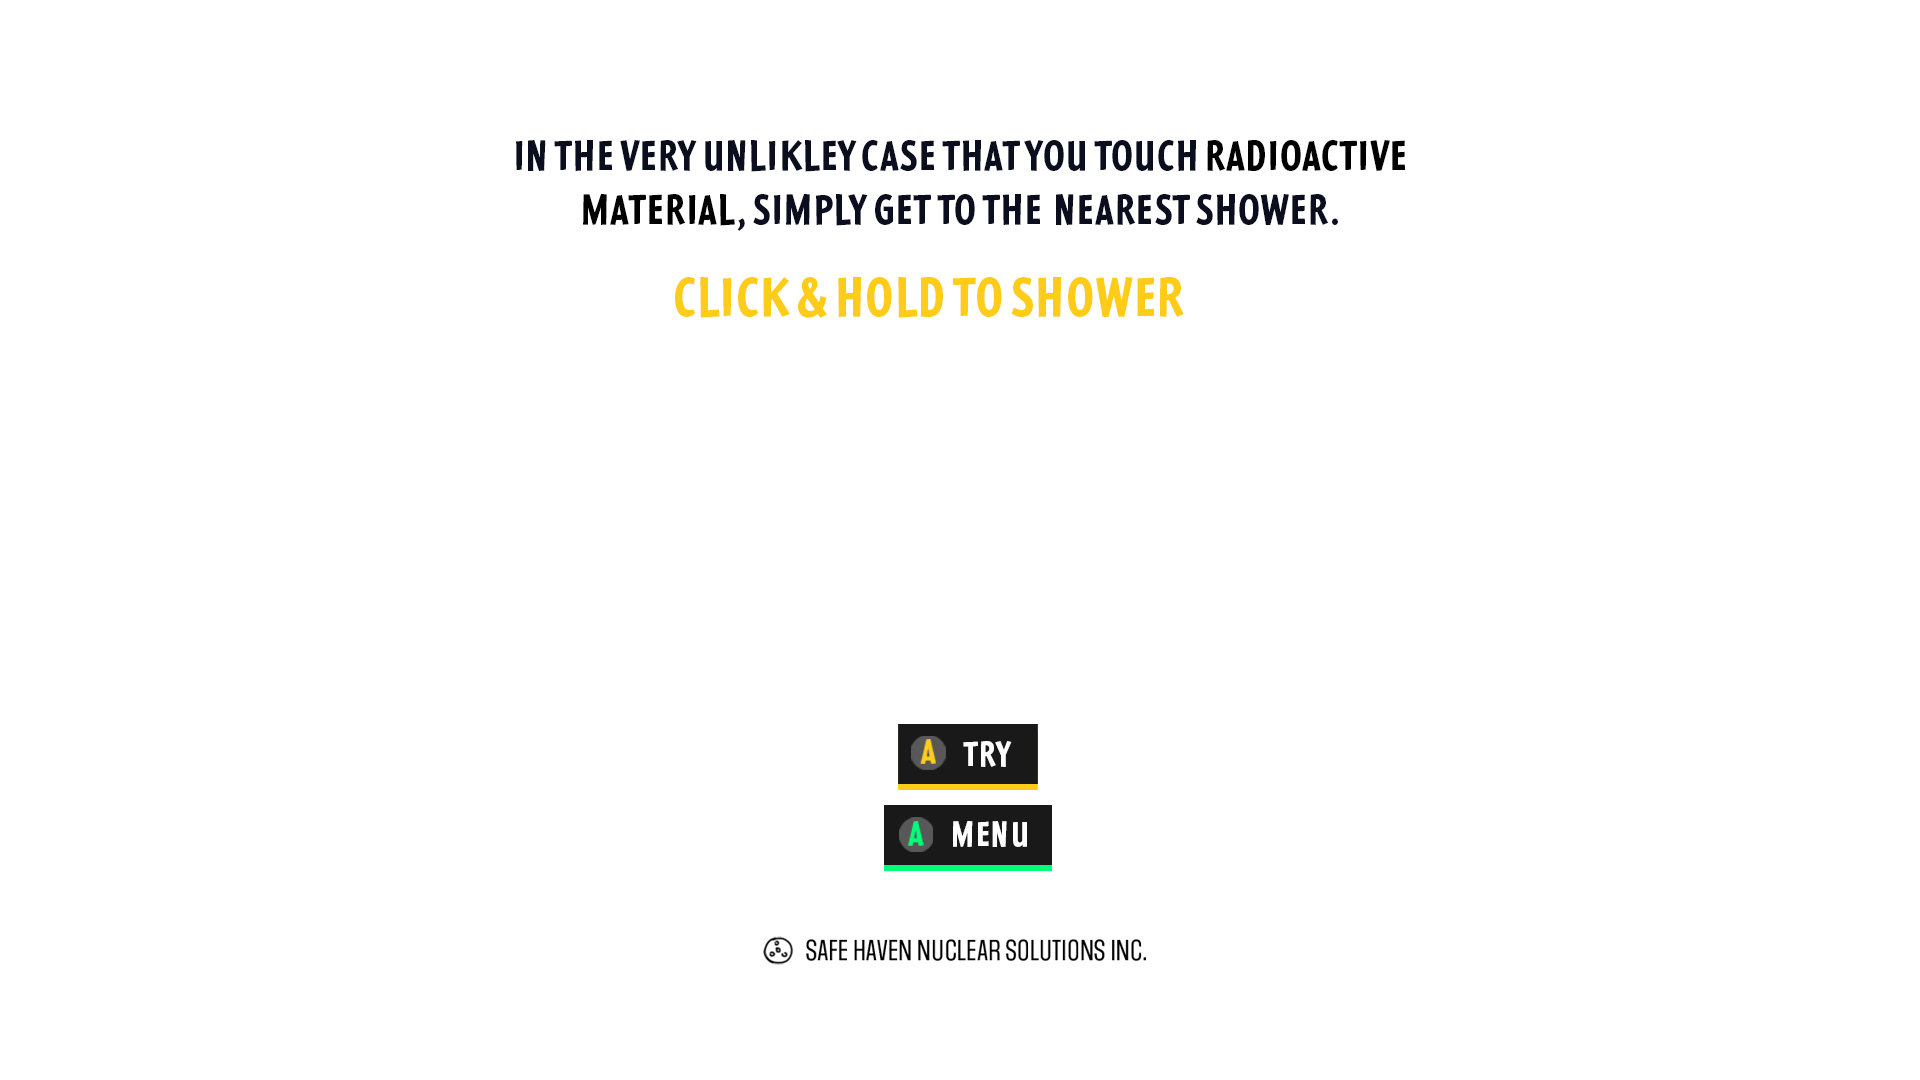 IN THE VERY UNLIKLEY CASE THAT YOU TOUCH RADIOACTIVE
MATERIAL, SIMPLY GET TO THE NEAREST SHOWER.
CLICK & HOLD TO SHOWER
A TRY
A MENU
SAFE HAVEN NUCLEAR SOLUTIONS INC.